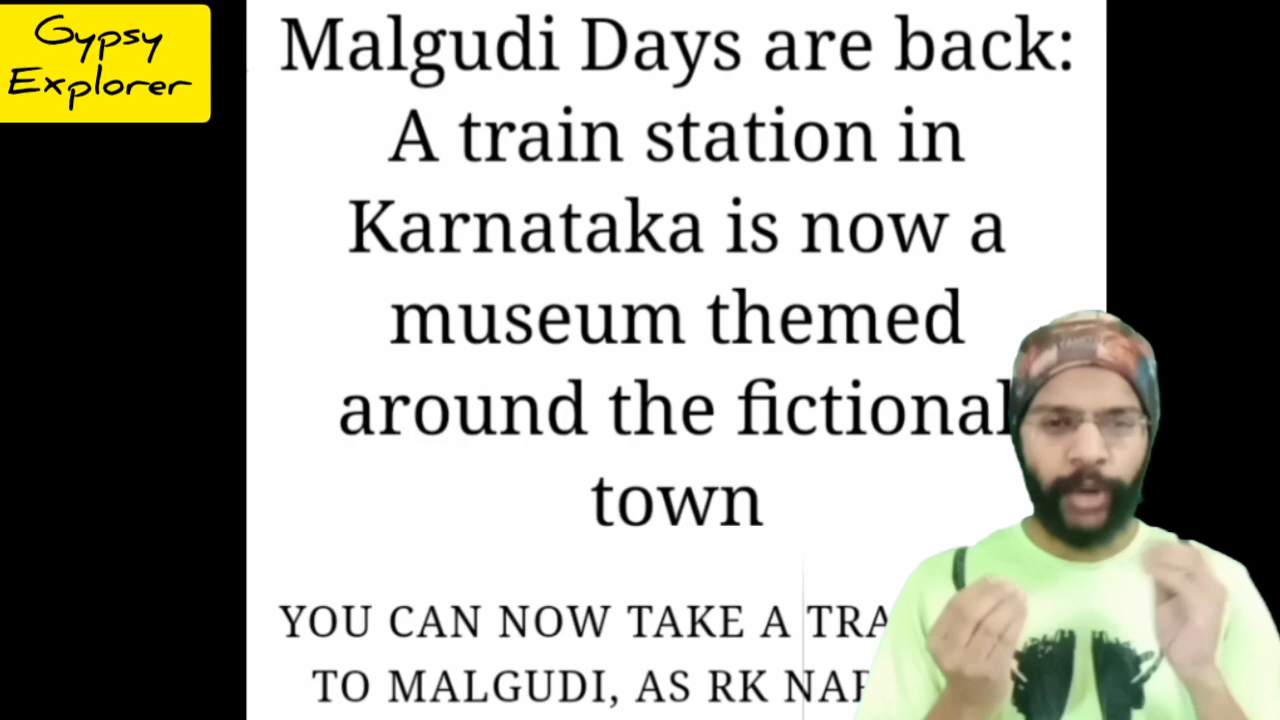 Gypsy
Explorer
Malgudi Days are back:
A train station in
Karnataka is now a
museum themed
around the fictional
town
YOU CAN NOW TAKE A
TO MALGUDI, AS RK